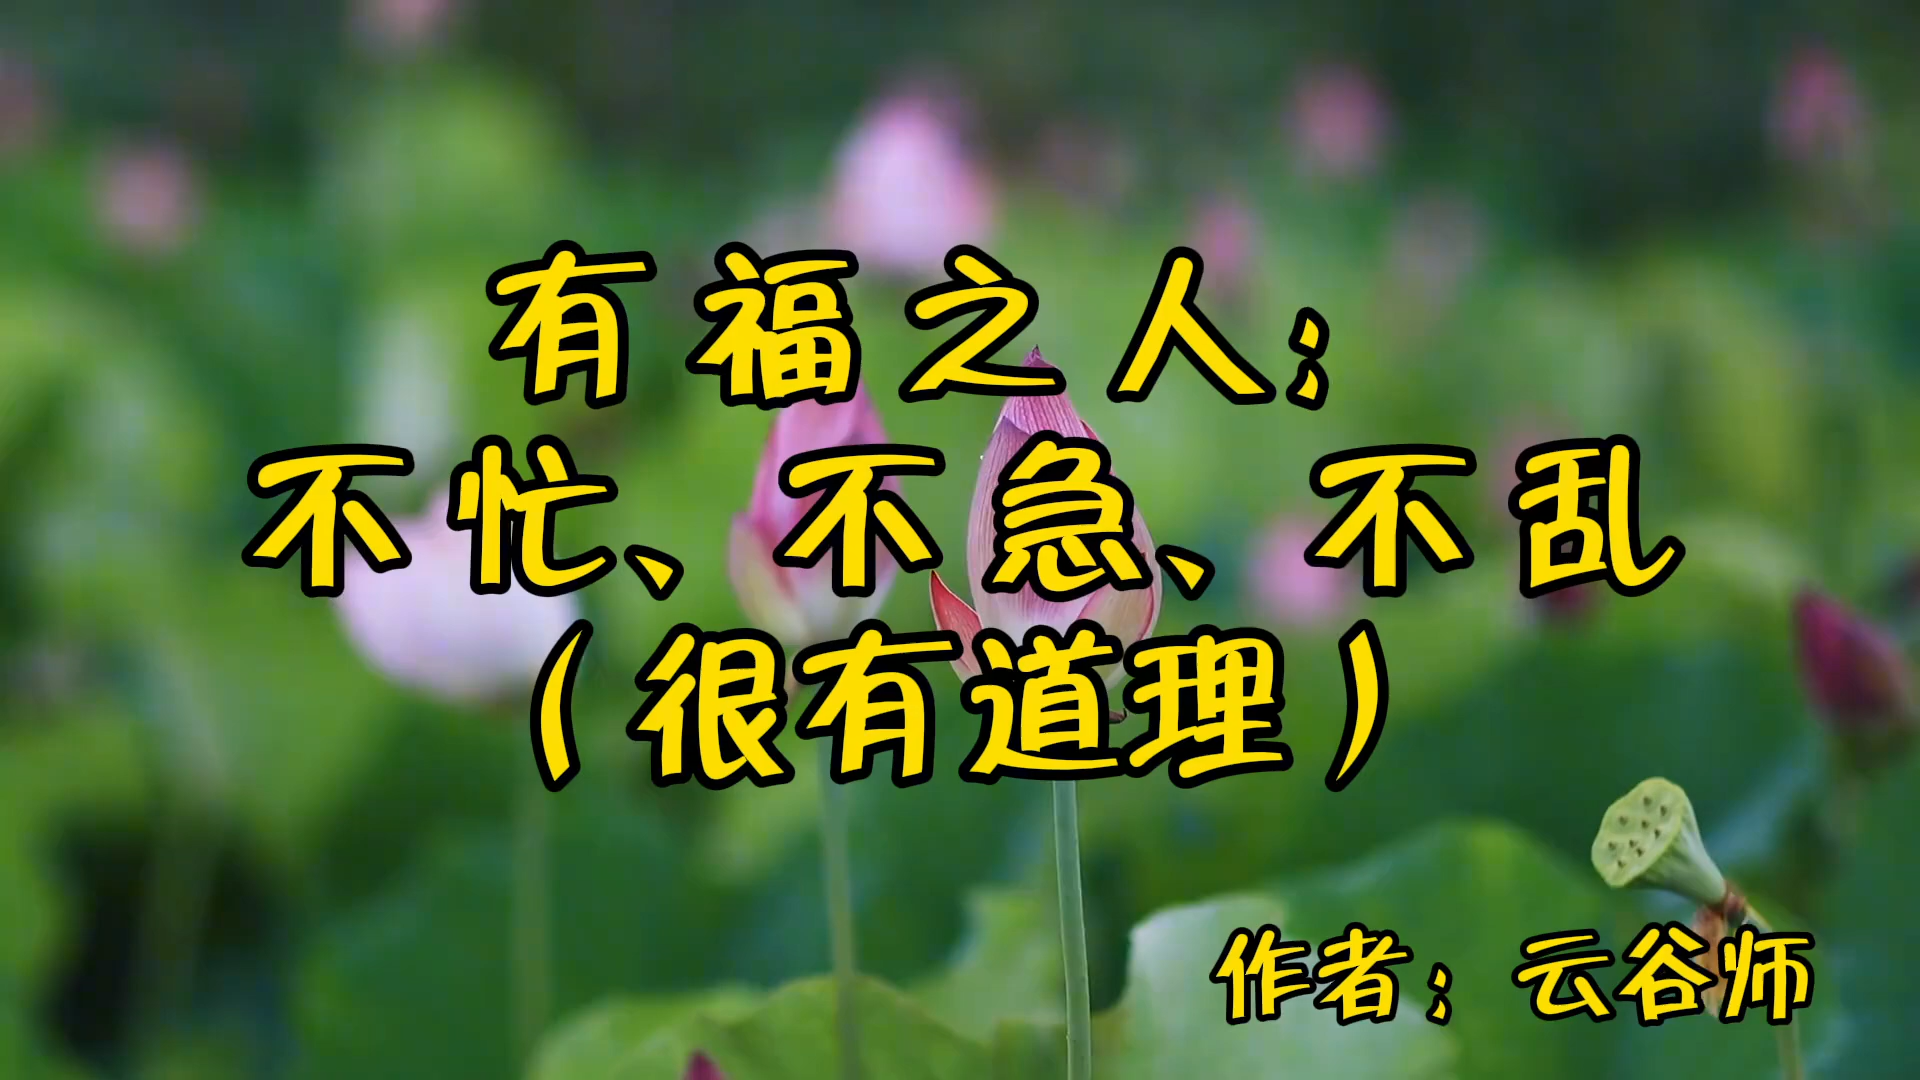 有福之人；
不忙、不急、不乱
（很有道理）
作者；云谷师